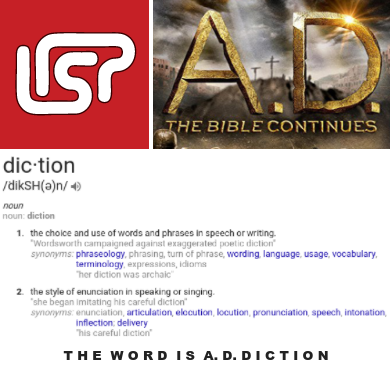 A.D.
THE BIBLE CONTINUES
dic·tion
/ˈdikSH(ə)n/
noun
noun: diction
1. the choice and use of words and phrases in speech or writing.
"Wordsworth campaigned against exaggerated poetic diction"
synonyms: phraseology, phrasing, turn of phrase, wording, language, usage, vocabulary,
terminology, expressions, idioms
"her diction was archaic"
2. the style of enunciation in speaking or singing.
"she began imitating his careful diction"
synonyms: enunciation, articulation, elocution, locution, pronunciation, speech, intonation,
inflection; delivery
"his careful diction"
THE WORD IS A.D.DICTION